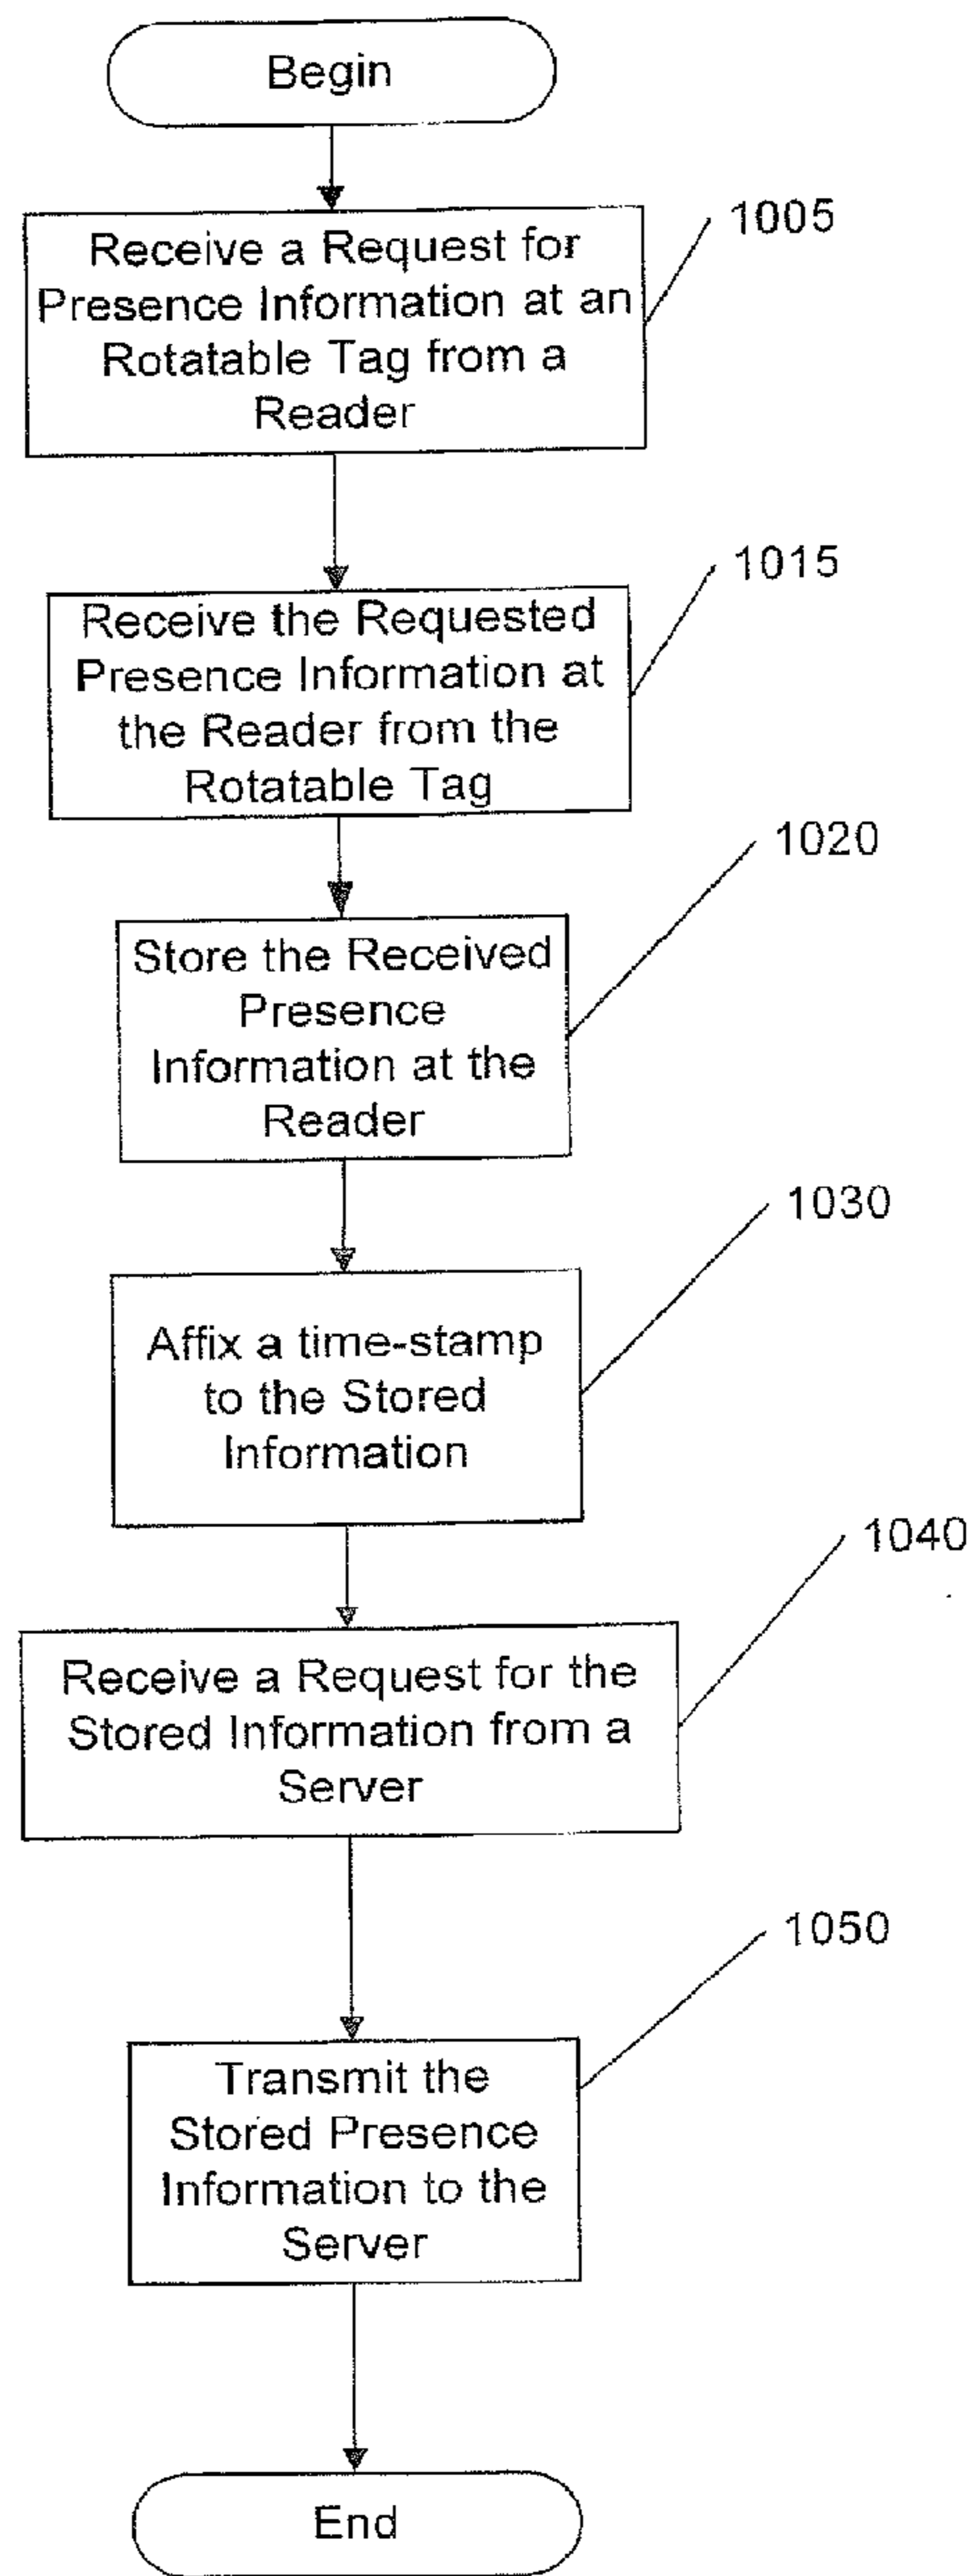 Begin
Receive a Request for
Presence Information at an
Rotatable Tag from a
Reader
1005
Receive the Requested
Presence Information at
the Reader from the
Rotatable Tag
1015
Store the Received
Presence
Information at the
Reader
1020
Affix a time-stamp
to the Stored
Information
1030
Receive a Request for the
Stored Information from a
Server
1040
Transmit the
Stored Presence
Information to the
Server
1050
End